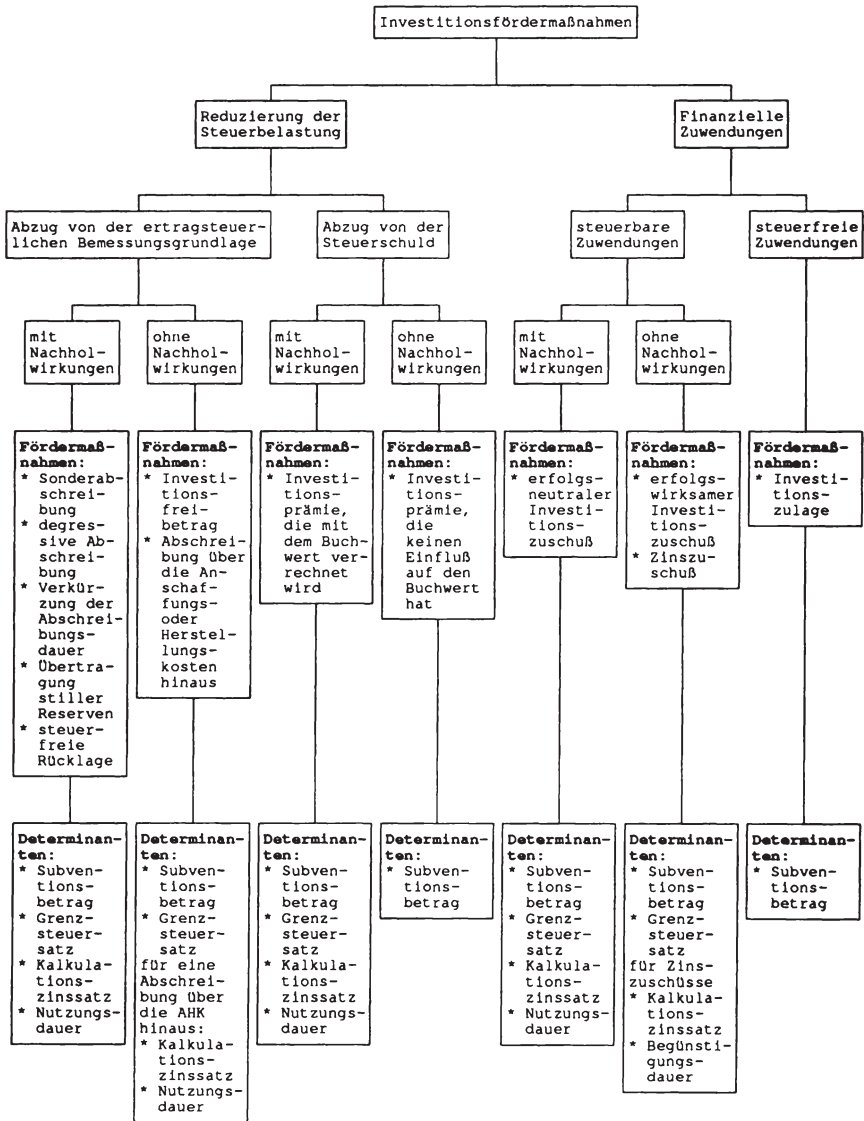 Investitionsfördermaßnahmen
Reduzierung der
Steuerbelastung
Finanzielle
Zuwendungen
Abzug von der ertragsteuer-
lichen Bemessungsgrundlage
Abzug von der
Steuerschuld
steuerbare
Zuwendungen
steuerfreie
Zuwendungen
mit
Nachhol-
wirkungen
ohne
Nachhol-
wirkungen
mit
Nachhol-
wirkungen
ohne
Nachhol-
wirkungen
mit
Nachhol-
wirkungen
ohne
Nachhol-
wirkungen
Fördermaß-
nahmen:
* Sonderab-
schrei-
bung
* degres-
sive Ab-
schrei-
bung
* Verkür-
zung der
Abschrei-
bungs-
dauer
* Übertra-
gung
stiller
Reserven
* steuer-
freie
Rücklage
Fördermaß-
nahmen:
* Investi-
tions-
frei-
betrag
* Abschrei-
bung über
die An-
schaf-
fungs-
oder
Herstel-
lungs-
kosten
hinaus
Fördermaß-
nahmen:
* Investi-
tions-
prämie,
die mit
dem Buch-
wert ver-
rechnet
wird
Fördermaß-
nahmen:
* Investi-
tions-
prämie,
die
keinen
Einfluß
auf den
Buchwert
hat
Fördermaß-
nahmen:
* erfolgs-
neutraler
Investi-
tions-
zuschuß
Fördermaß-
nahmen:
* erfolgs-
wirksamer
Investi-
tions-
zuschuß
* Zinszu-
schuß
Fördermaß-
nahmen:
* Investi-
tions-
zulage
Determinan-
ten:
* Subven-
tions-
betrag
* Grenz-
steuer-
satz
* Kalkula-
tions-
zinssatz
* Nutzungs-
dauer
Determinan-
ten:
* Subven-
tions-
betrag
* Grenz-
steuer-
satz
für eine
Abschrei-
bung über
die AHK
hinaus:
* Kalkula-
tions-
zinssatz
* Nutzungs-
dauer
Determinan-
ten:
* Subven-
tions-
betrag
* Grenz-
steuer-
satz
* Kalkula-
tions-
zinssatz
* Nutzungs-
dauer
Determinan-
ten:
* Subven-
tions-
betrag
Determinan-
ten:
* Subven-
tions-
betrag
* Grenz-
steuer-
satz
* Kalkula-
tions-
zinssatz
* Nutzungs-
dauer
Determinan-
ten:
* Subven-
tions-
betrag
* Grenz-
steuer-
satz
für Zins-
zuschüsse
* Kalkula-
tions-
zinssatz
* Begünsti-
gungs-
dauer
Determinan-
ten:
* Subven-
tions-
betrag